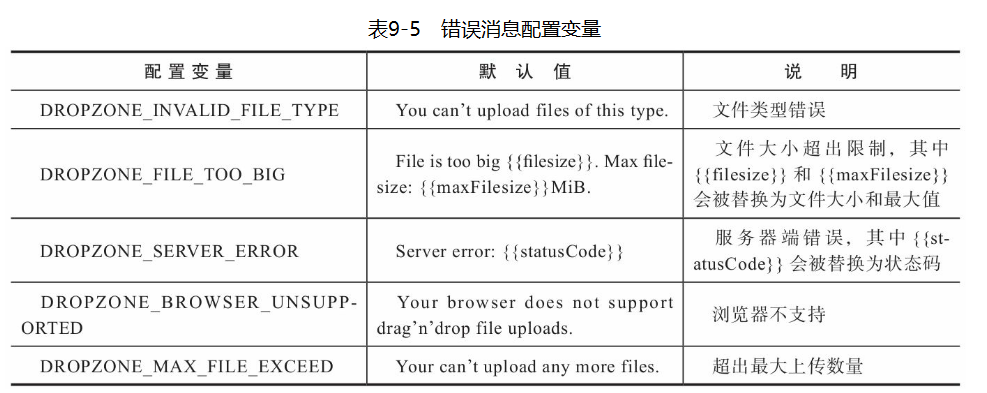 表9-5 错误消息配置变量
配置变量 默认值 说明
DROPZONE_INVALID_FILE_TYPE You can't upload files of this type. 文件类型错误
DROPZONE_FILE_TOO_BIG File is too big {{filesize}}. Max file-
size: {{maxFilesize}}MiB. 文件大小超出限制，其中
{{filesize}} 和 {{maxFilesize}}
会被替换为文件大小和最大值
DROPZONE_SERVER_ERROR Server error: {{statusCode}} 服务器端错误，其中 {{st-
atusCode}} 会被替换为状态码
DROPZONE_BROWSER_UNSUPP-
ORTED Your browser does not support
drag'n'drop file uploads. 浏览器不支持
DROPZONE_MAX_FILE_EXCEED Your can't upload any more files. 超出最大上传数量